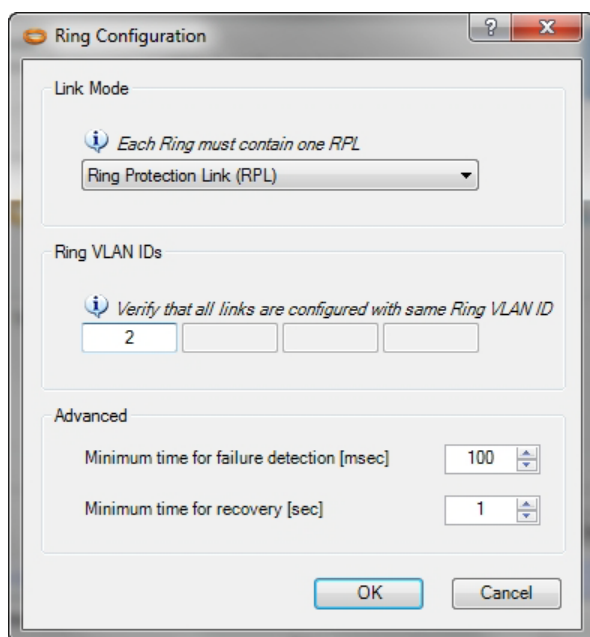 Ring Configuration
Link Mode
Each Ring must contain one RPL
Ring Protection Link (RPL)
Ring VLAN IDs
Verify that all links are configured with same Ring VLAN ID
2
Advanced
Minimum time for failure detection [msec] 100
Minimum time for recovery [sec] 1
OK Cancel